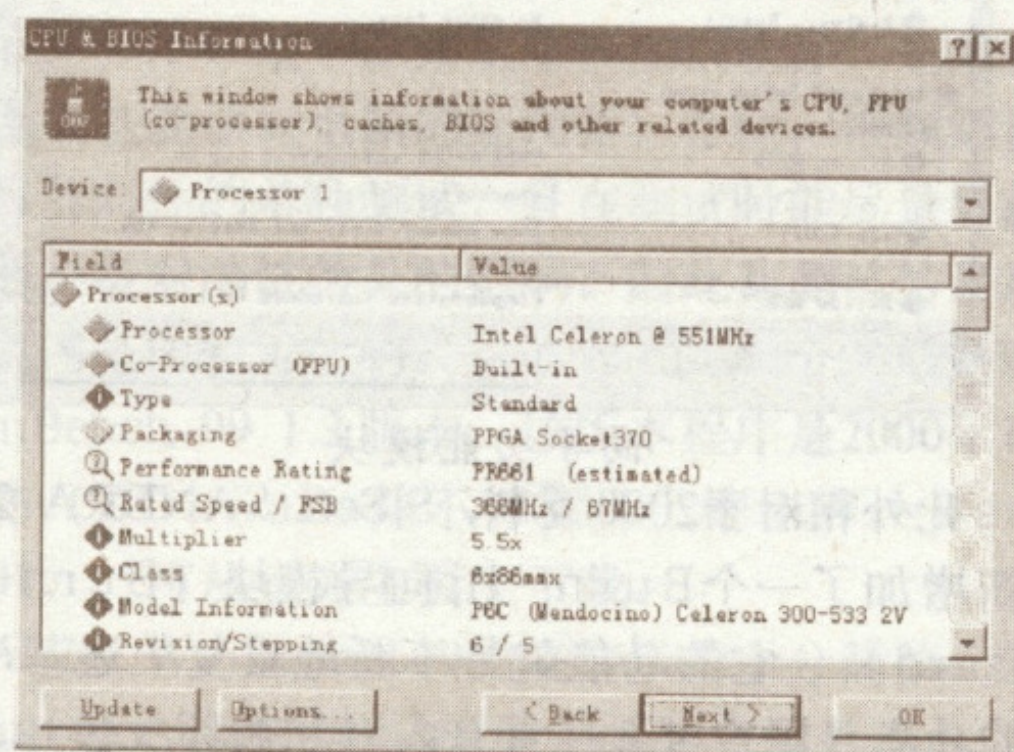 CPU & BIOS Information
This window shows information about your computer's CPU, FPU
(co-processor), caches, BIOS and other related devices.
Device: Processor 1
Field Value
Processor(s)
Processor Intel Celeron @ 551MHz
Co-Processor (FPU) Built-in
Type Standard
Packaging PPGA Socket370
Performance Rating PR661 (estimated)
Rated Speed / FSB 366MHz / 67MHz
Multiplier 5.5x
Class 6x86mmx
Model Information P6C (Mendocino) Celeron 300-533 2V
Revision/Stepping 6 / 5
Update Options... < Back Next > OK